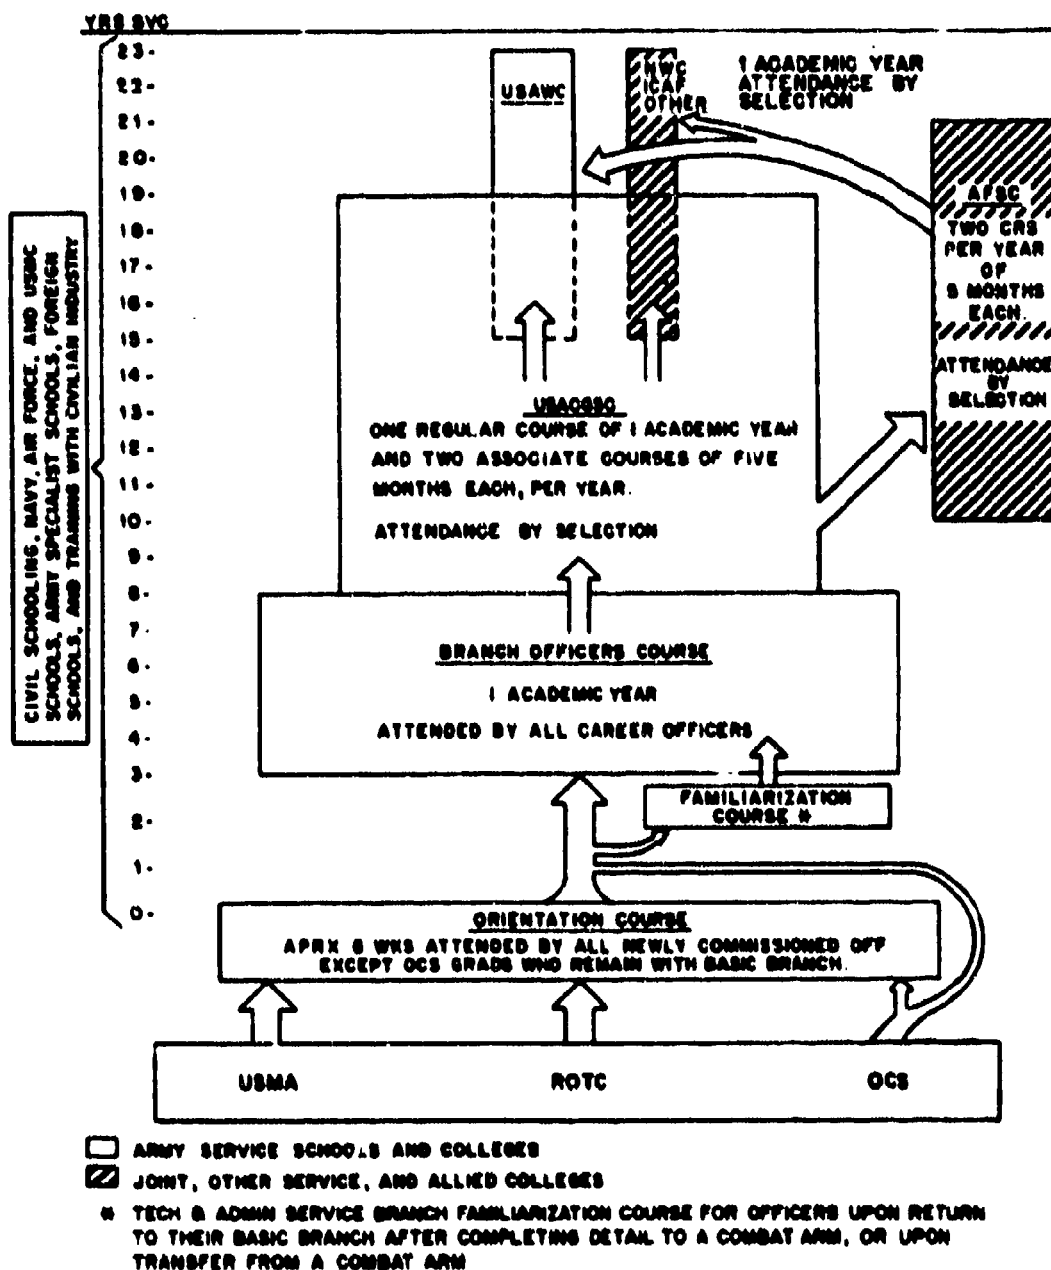 YRS SVC
23-
22-
21-
20-
19-
18-
17-
16-
15-
14-
13-
12-
11-
10-
9-
8-
7-
6-
5-
4-
3-
2-
1-
0-
CIVIL SCHOOLING, NAVY, AIR FORCE, AND USMC
SCHOOLS, ARMY SPECIALIST SCHOOLS, FOREIGN
SCHOOLS, AND TRAINING WITH CIVILIAN INDUSTRY
USAWC
NWC
ICAF
OTHER
1 ACADEMIC YEAR
ATTENDANCE BY
SELECTION
AFSC
TWO CRS
PER YEAR
OF
5 MONTHS
EACH.
ATTENDANCE
BY
SELECTION
USACGSC
ONE REGULAR COURSE OF 1 ACADEMIC YEAR
AND TWO ASSOCIATE COURSES OF FIVE
MONTHS EACH, PER YEAR.
ATTENDANCE BY SELECTION
BRANCH OFFICERS COURSE
1 ACADEMIC YEAR
ATTENDED BY ALL CAREER OFFICERS
FAMILIARIZATION
COURSE *
ORIENTATION COURSE
APRX 8 WKS ATTENDED BY ALL NEWLY COMMISSIONED OFF
EXCEPT OCS GRADS WHO REMAIN WITH BASIC BRANCH.
USMA
ROTC
OCS
ARMY SERVICE SCHOOLS AND COLLEGES
JOINT, OTHER SERVICE, AND ALLIED COLLEGES
* TECH & ADMIN SERVICE BRANCH FAMILIARIZATION COURSE FOR OFFICERS UPON RETURN
TO THEIR BASIC BRANCH AFTER COMPLETING DETAIL TO A COMBAT ARM, OR UPON
TRANSFER FROM A COMBAT ARM